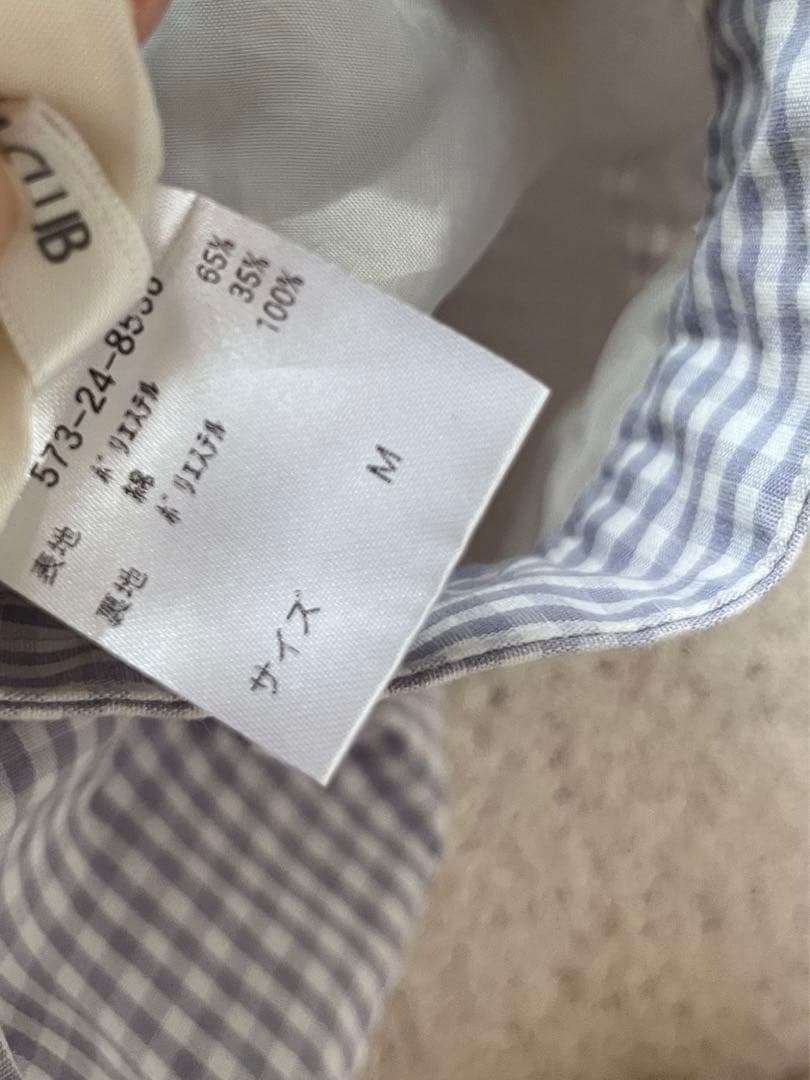 573-24-8530
表地 ポリエステル 65%
綿 35%
裏地 ポリエステル 100%
サイズ M